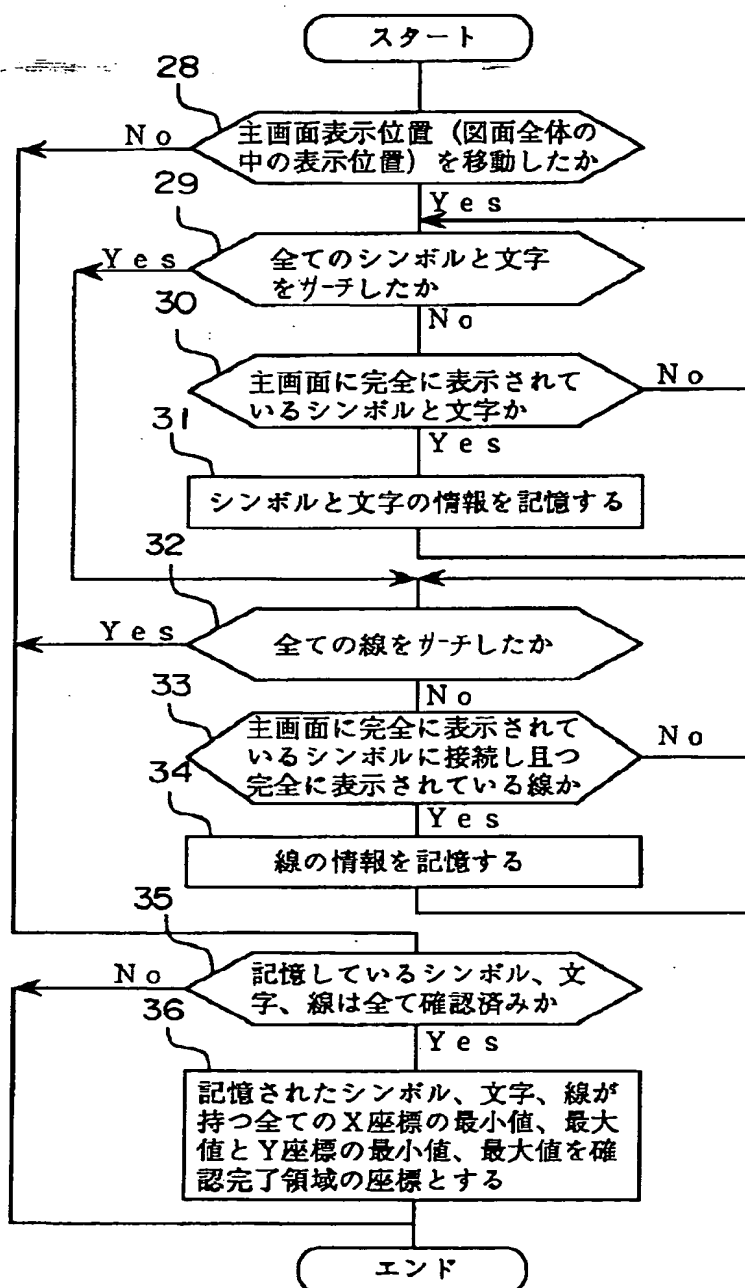 スタート
28
No
主画面表示位置（図面全体の
中の表示位置）を移動したか
Yes
29
Yes
全てのシンボルと文字
をサーチしたか
No
30
主画面に完全に表示されて
いるシンボルと文字か
No
Yes
31
シンボルと文字の情報を記憶する
32
Yes
全ての線をサーチしたか
No
33
主画面に完全に表示されて
いるシンボルに接続し且つ
完全に表示されている線か
No
Yes
34
線の情報を記憶する
35
No
記憶しているシンボル、文
字、線は全て確認済みか
Yes
36
記憶されたシンボル、文字、線が
持つ全てのX座標の最小値、最大
値とY座標の最小値、最大値を確
認完了領域の座標とする
エンド